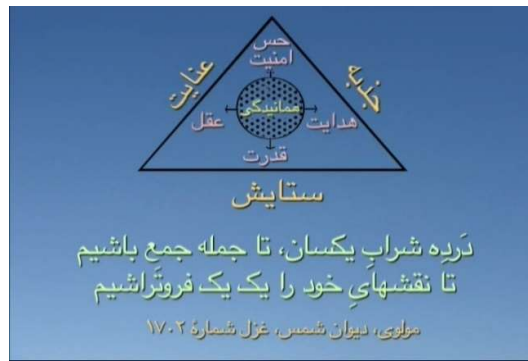 حس
امنیت
عنایت
جذبه
عقل
همانیدگی
هدایت
قدرت
ستایش
دَردِه شرابِ یکسان، تا جمله جمع باشیم
تا نقشهایِ خود را یک یک فروتَراشیم
مولوی، دیوان شمس، غزل شمارهٔ ۱۷۰۲